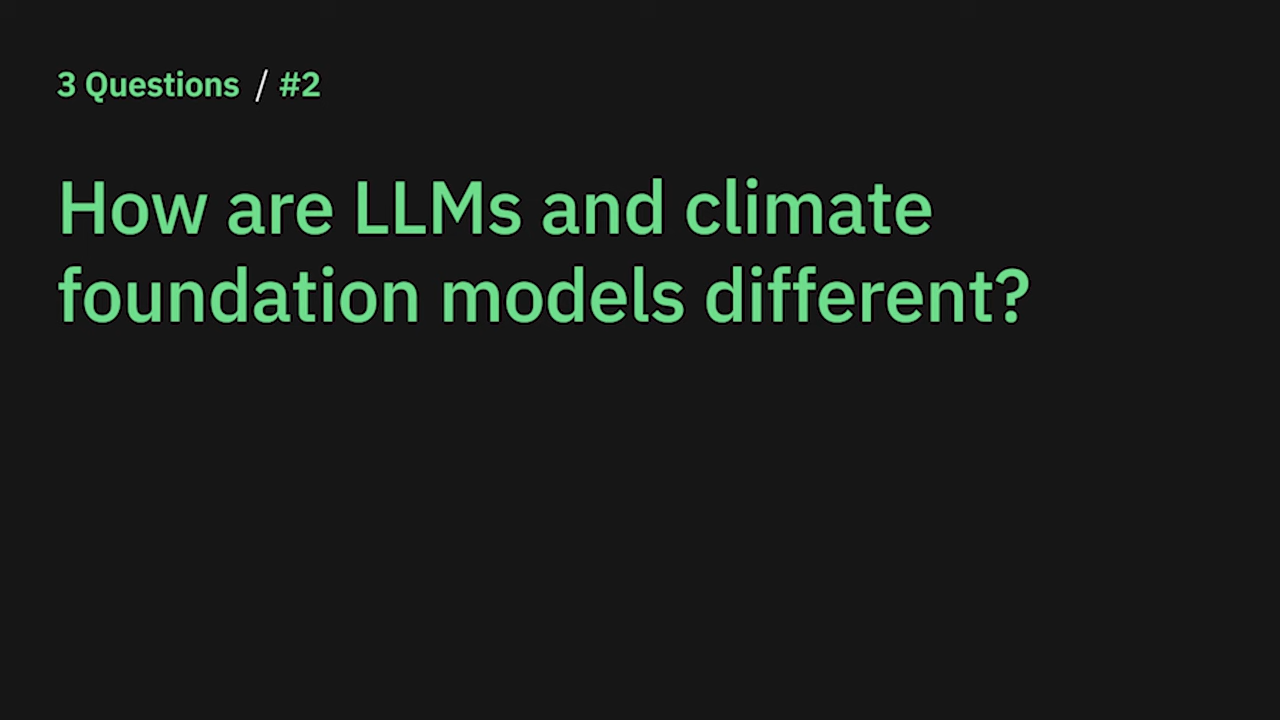 3 Questions / #2
How are LLMs and climate
foundation models different?